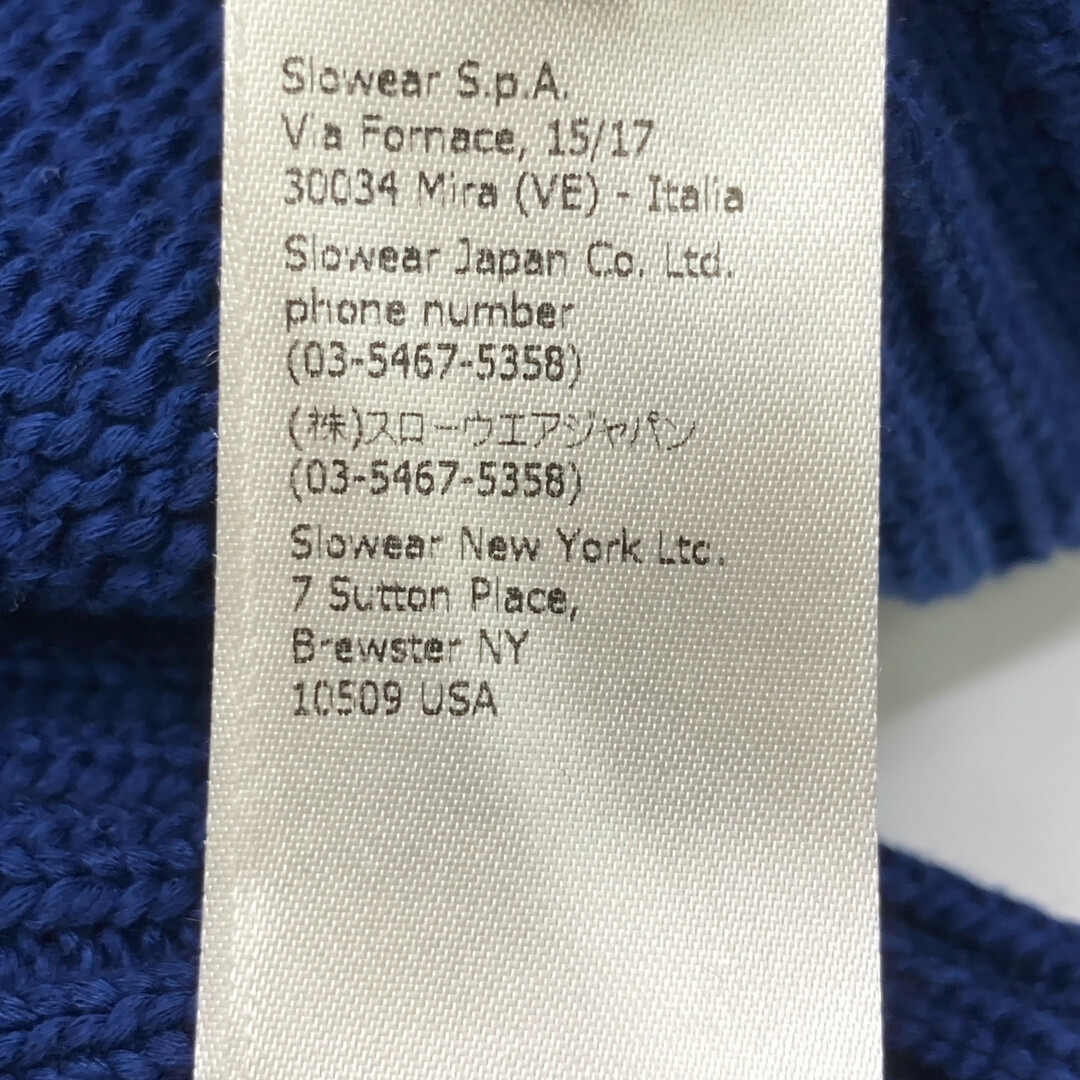 Slowear S.p.A.
Via Fornace, 15/17
30034 Mira (VE) - Italia
Slowear Japan Co. Ltd.
phone number
(03-5467-5358)
(株)スローウエアジャパン
(03-5467-5358)
Slowear New York Ltd.
7 Sutton Place,
Brewster NY
10509 USA